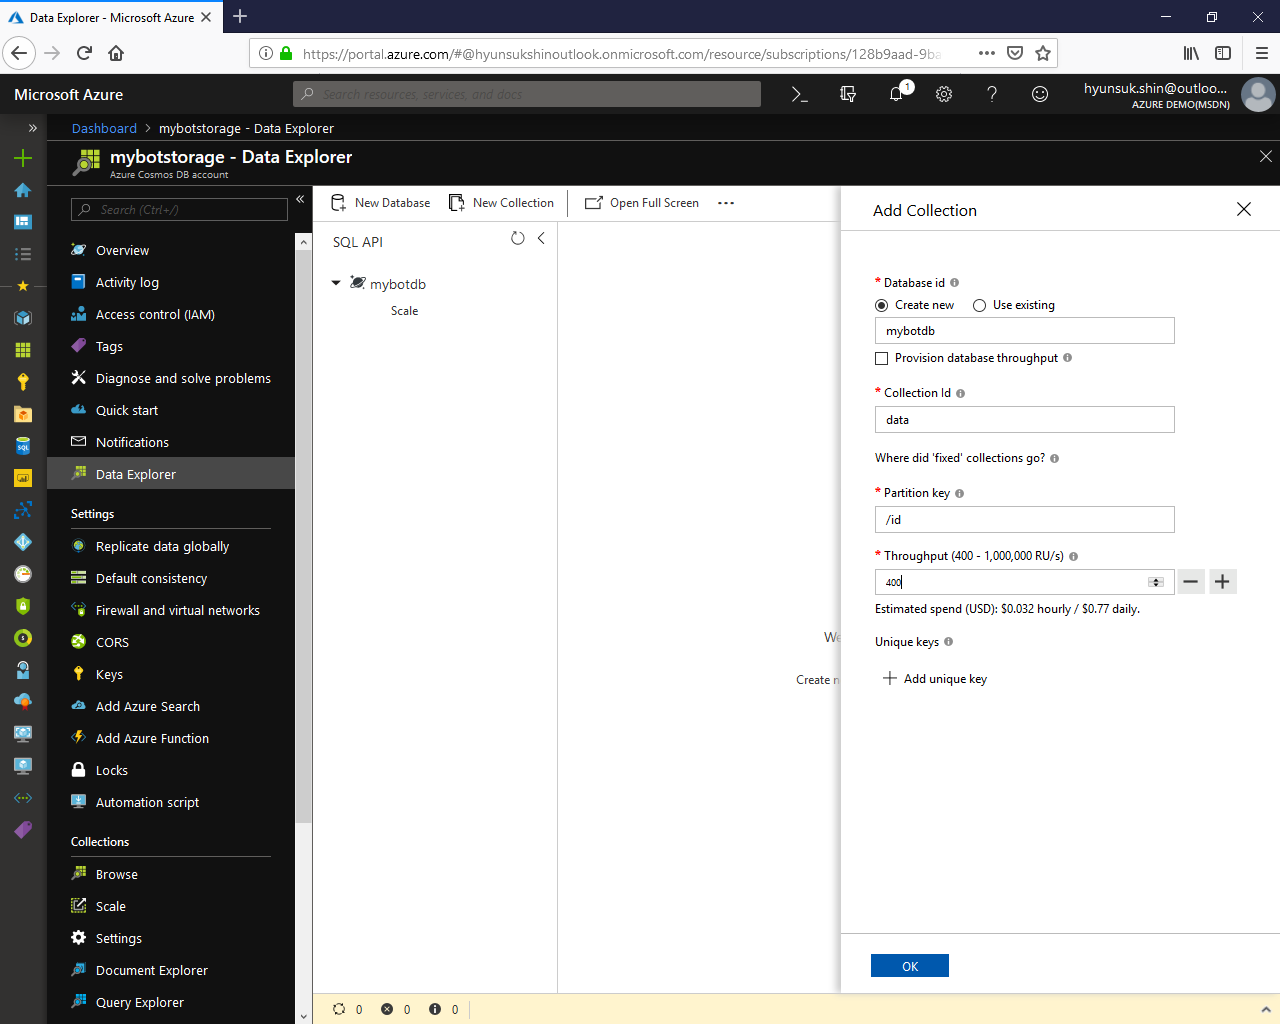 Data Explorer - Microsoft Azure
https://portal.azure.com/#@hyunsukshinoutlook.onmicrosoft.com/resource/subscriptions/128b9aad-9ba
Microsoft Azure
Search resources, services, and docs
1
hyunsuk.shin@outloo...
AZURE DEMO(MSDN)
Dashboard > mybotstorage - Data Explorer
mybotstorage - Data Explorer
Azure Cosmos DB account
Search (Ctrl+/)
Overview
Activity log
Access control (IAM)
Tags
Diagnose and solve problems
Quick start
Notifications
Data Explorer
Settings
Replicate data globally
Default consistency
Firewall and virtual networks
CORS
Keys
Add Azure Search
Add Azure Function
Locks
Automation script
Collections
Browse
Scale
Settings
Document Explorer
Query Explorer
New Database
New Collection
Open Full Screen
SQL API
mybotdb
Scale
We
Create n
Add Collection
* Database id
Create new
Use existing
mybotdb
Provision database throughput
* Collection Id
data
Where did 'fixed' collections go?
* Partition key
/id
* Throughput (400 - 1,000,000 RU/s)
400
Estimated spend (USD): $0.032 hourly / $0.77 daily.
Unique keys
Add unique key
OK
0
0
0